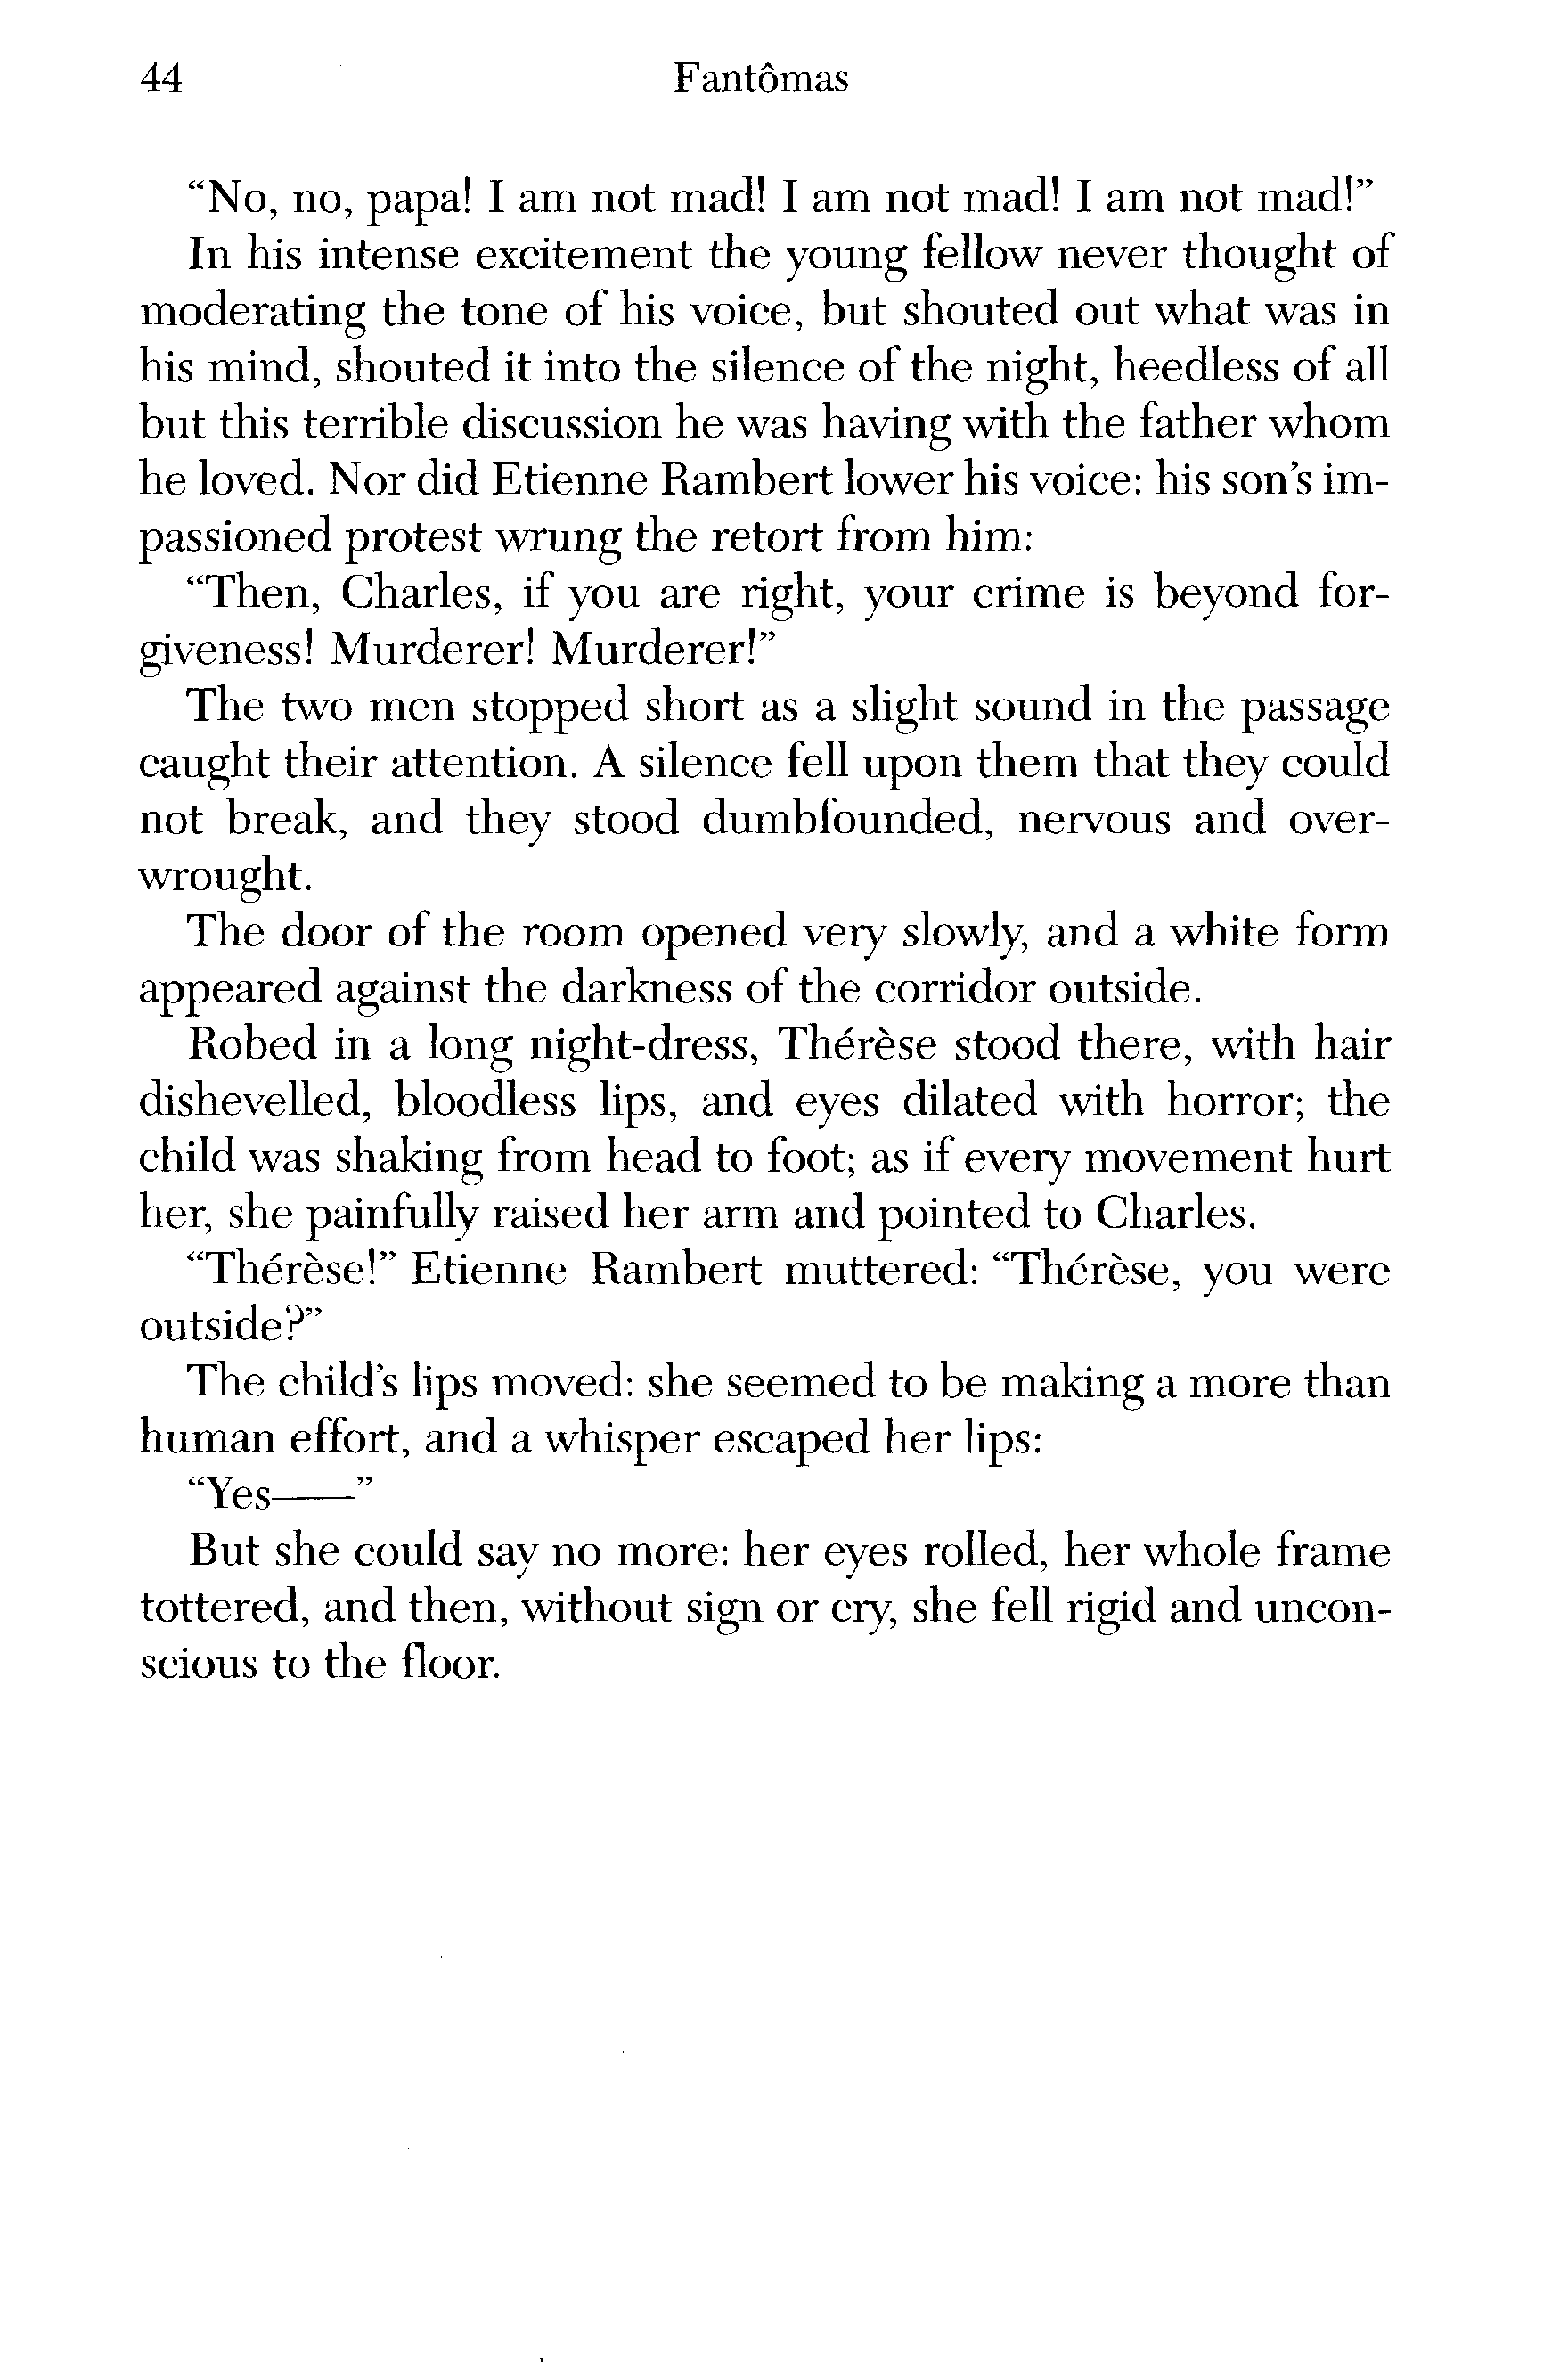 44 Fantômas
“No, no, papa! I am not mad! I am not mad! I am not mad!”
In his intense excitement the young fellow never thought of
moderating the tone of his voice, but shouted out what was in
his mind, shouted it into the silence of the night, heedless of all
but this terrible discussion he was having with the father whom
he loved. Nor did Etienne Rambert lower his voice: his son’s im-
passioned protest wrung the retort from him:
“Then, Charles, if you are right, your crime is beyond for-
giveness! Murderer! Murderer!”
The two men stopped short as a slight sound in the passage
caught their attention. A silence fell upon them that they could
not break, and they stood dumbfounded, nervous and over-
wrought.
The door of the room opened very slowly, and a white form
appeared against the darkness of the corridor outside.
Robed in a long night-dress, Thérèse stood there, with hair
dishevelled, bloodless lips, and eyes dilated with horror; the
child was shaking from head to foot; as if every movement hurt
her, she painfully raised her arm and pointed to Charles.
“Thérèse!” Etienne Rambert muttered: “Thérèse, you were
outside?”
The child’s lips moved: she seemed to be making a more than
human effort, and a whisper escaped her lips:
“Yes——”
But she could say no more: her eyes rolled, her whole frame
tottered, and then, without sign or cry, she fell rigid and uncon-
scious to the floor.